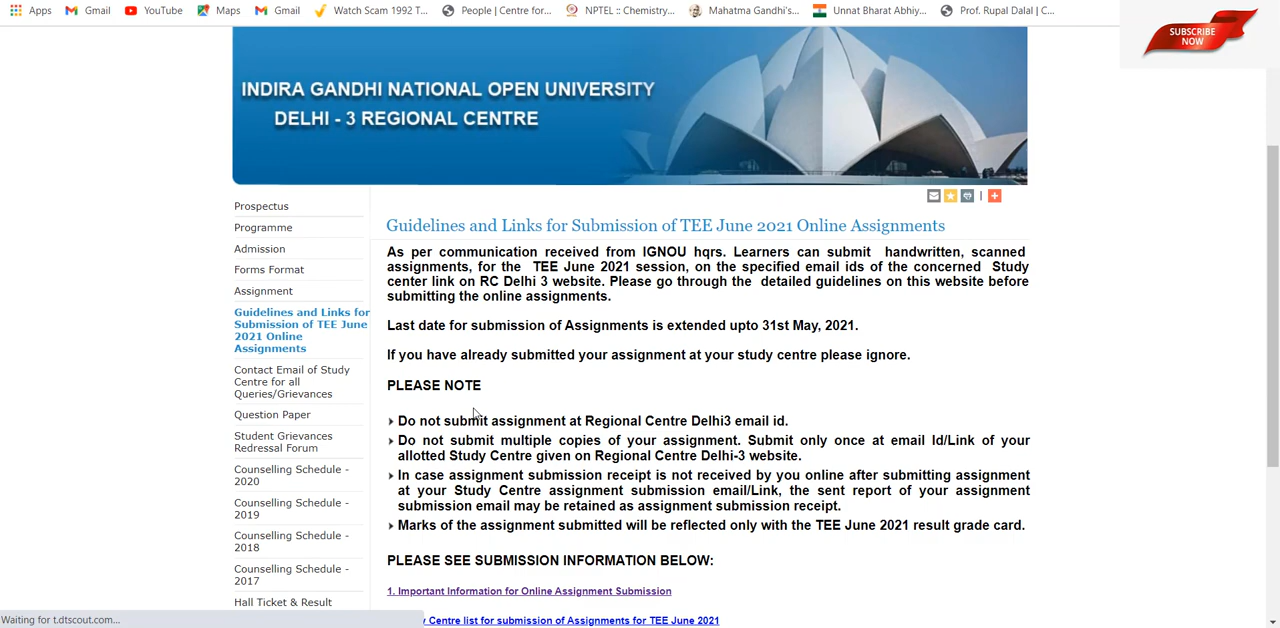 Apps Gmail YouTube Maps Gmail Watch Scam 1992 T... People | Centre for... NPTEL :: Chemistry... Mahatma Gandhi's... Unnat Bharat Abhiy... Prof. Rupal Dalal | C...
SUBSCRIBE
NOW
INDIRA GANDHI NATIONAL OPEN UNIVERSITY
DELHI - 3 REGIONAL CENTRE
Prospectus
Programme
Admission
Forms Format
Assignment
Guidelines and Links for
Submission of TEE June
2021 Online
Assignments
Contact Email of Study
Centre for all
Queries/Grievances
Question Paper
Student Grievances
Redressal Forum
Counselling Schedule -
2020
Counselling Schedule -
2019
Counselling Schedule -
2018
Counselling Schedule -
2017
Hall Ticket & Result
Guidelines and Links for Submission of TEE June 2021 Online Assignments
As per communication received from IGNOU hqrs. Learners can submit handwritten, scanned
assignments, for the TEE June 2021 session, on the specified email ids of the concerned Study
center link on RC Delhi 3 website. Please go through the detailed guidelines on this website before
submitting the online assignments.
Last date for submission of Assignments is extended upto 31st May, 2021.
If you have already submitted your assignment at your study centre please ignore.
PLEASE NOTE
Do not submit assignment at Regional Centre Delhi3 email id.
Do not submit multiple copies of your assignment. Submit only once at email Id/Link of your
allotted Study Centre given on Regional Centre Delhi-3 website.
In case assignment submission receipt is not received by you online after submitting assignment
at your Study Centre assignment submission email/Link, the sent report of your assignment
submission email may be retained as assignment submission receipt.
Marks of the assignment submitted will be reflected only with the TEE June 2021 result grade card.
PLEASE SEE SUBMISSION INFORMATION BELOW:
1. Important Information for Online Assignment Submission
y Centre list for submission of Assignments for TEE June 2021
Waiting for t.dtscout.com...